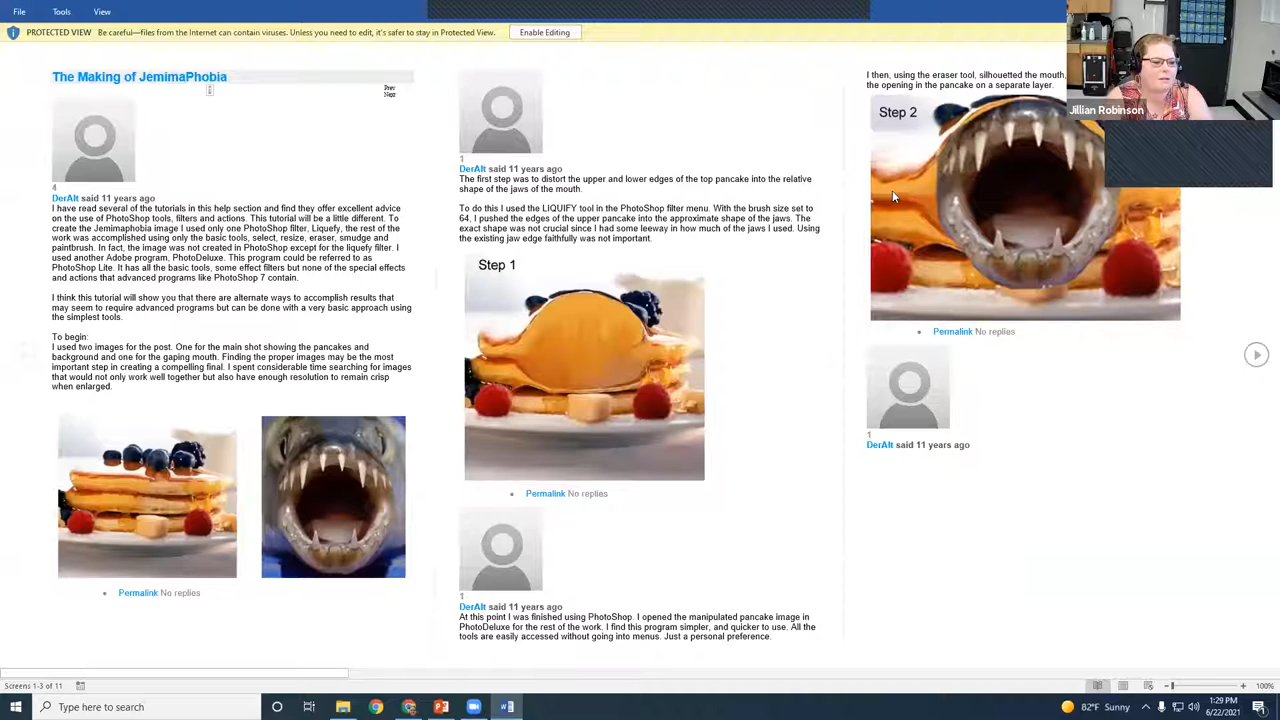 File
Tools
View
PROTECTED VIEW Be careful—files from the Internet can contain viruses. Unless you need to edit, it's safer to stay in Protected View.
Enable Editing
The Making of JemimaPhobia
Prev
Next
4
DerAlt said 11 years ago
I have read several of the tutorials in this help section and find they offer excellent advice
on the use of PhotoShop tools, filters and actions. This tutorial will be a little different. To
create the Jemimaphobia image I used only one PhotoShop filter, Liquefy, the rest of the
work was accomplished using only the basic tools, select, resize, eraser, smudge and
paintbrush. In fact, the image was not created in PhotoShop except for the liquefy filter. I
used another Adobe program, PhotoDeluxe. This program could be referred to as
PhotoShop Lite. It has all the basic tools, some effect filters but none of the special effects
and actions that advanced programs like PhotoShop 7 contain.
I think this tutorial will show you that there are alternate ways to accomplish results that
may seem to require advanced programs but can be done with a very basic approach using
the simplest tools.
To begin:
I used two images for the post. One for the main shot showing the pancakes and
background and one for the gaping mouth. Finding the proper images may be the most
important step in creating a compelling final. I spent considerable time searching for images
that would not only work well together but also have enough resolution to remain crisp
when enlarged.
• Permalink No replies
1
DerAlt said 11 years ago
The first step was to distort the upper and lower edges of the top pancake into the relative
shape of the jaws of the mouth.
To do this I used the LIQUIFY tool in the PhotoShop filter menu. With the brush size set to
64, I pushed the edges of the upper pancake into the approximate shape of the jaws. The
exact shape was not crucial since I had some leeway in how much of the jaws I used. Using
the existing jaw edge faithfully was not important.
Step 1
• Permalink No replies
1
DerAlt said 11 years ago
At this point I was finished using PhotoShop. I opened the manipulated pancake image in
PhotoDeluxe for the rest of the work. I find this program simpler, and quicker to use. All the
tools are easily accessed without going into menus. Just a personal preference.
I then, using the eraser tool, silhouetted the mouth,
the opening in the pancake on a separate layer.
Step 2
• Permalink No replies
1
DerAlt said 11 years ago
Jillian Robinson
Screens 1-3 of 11
100%
Type here to search
82°F Sunny
1:29 PM
6/22/2021